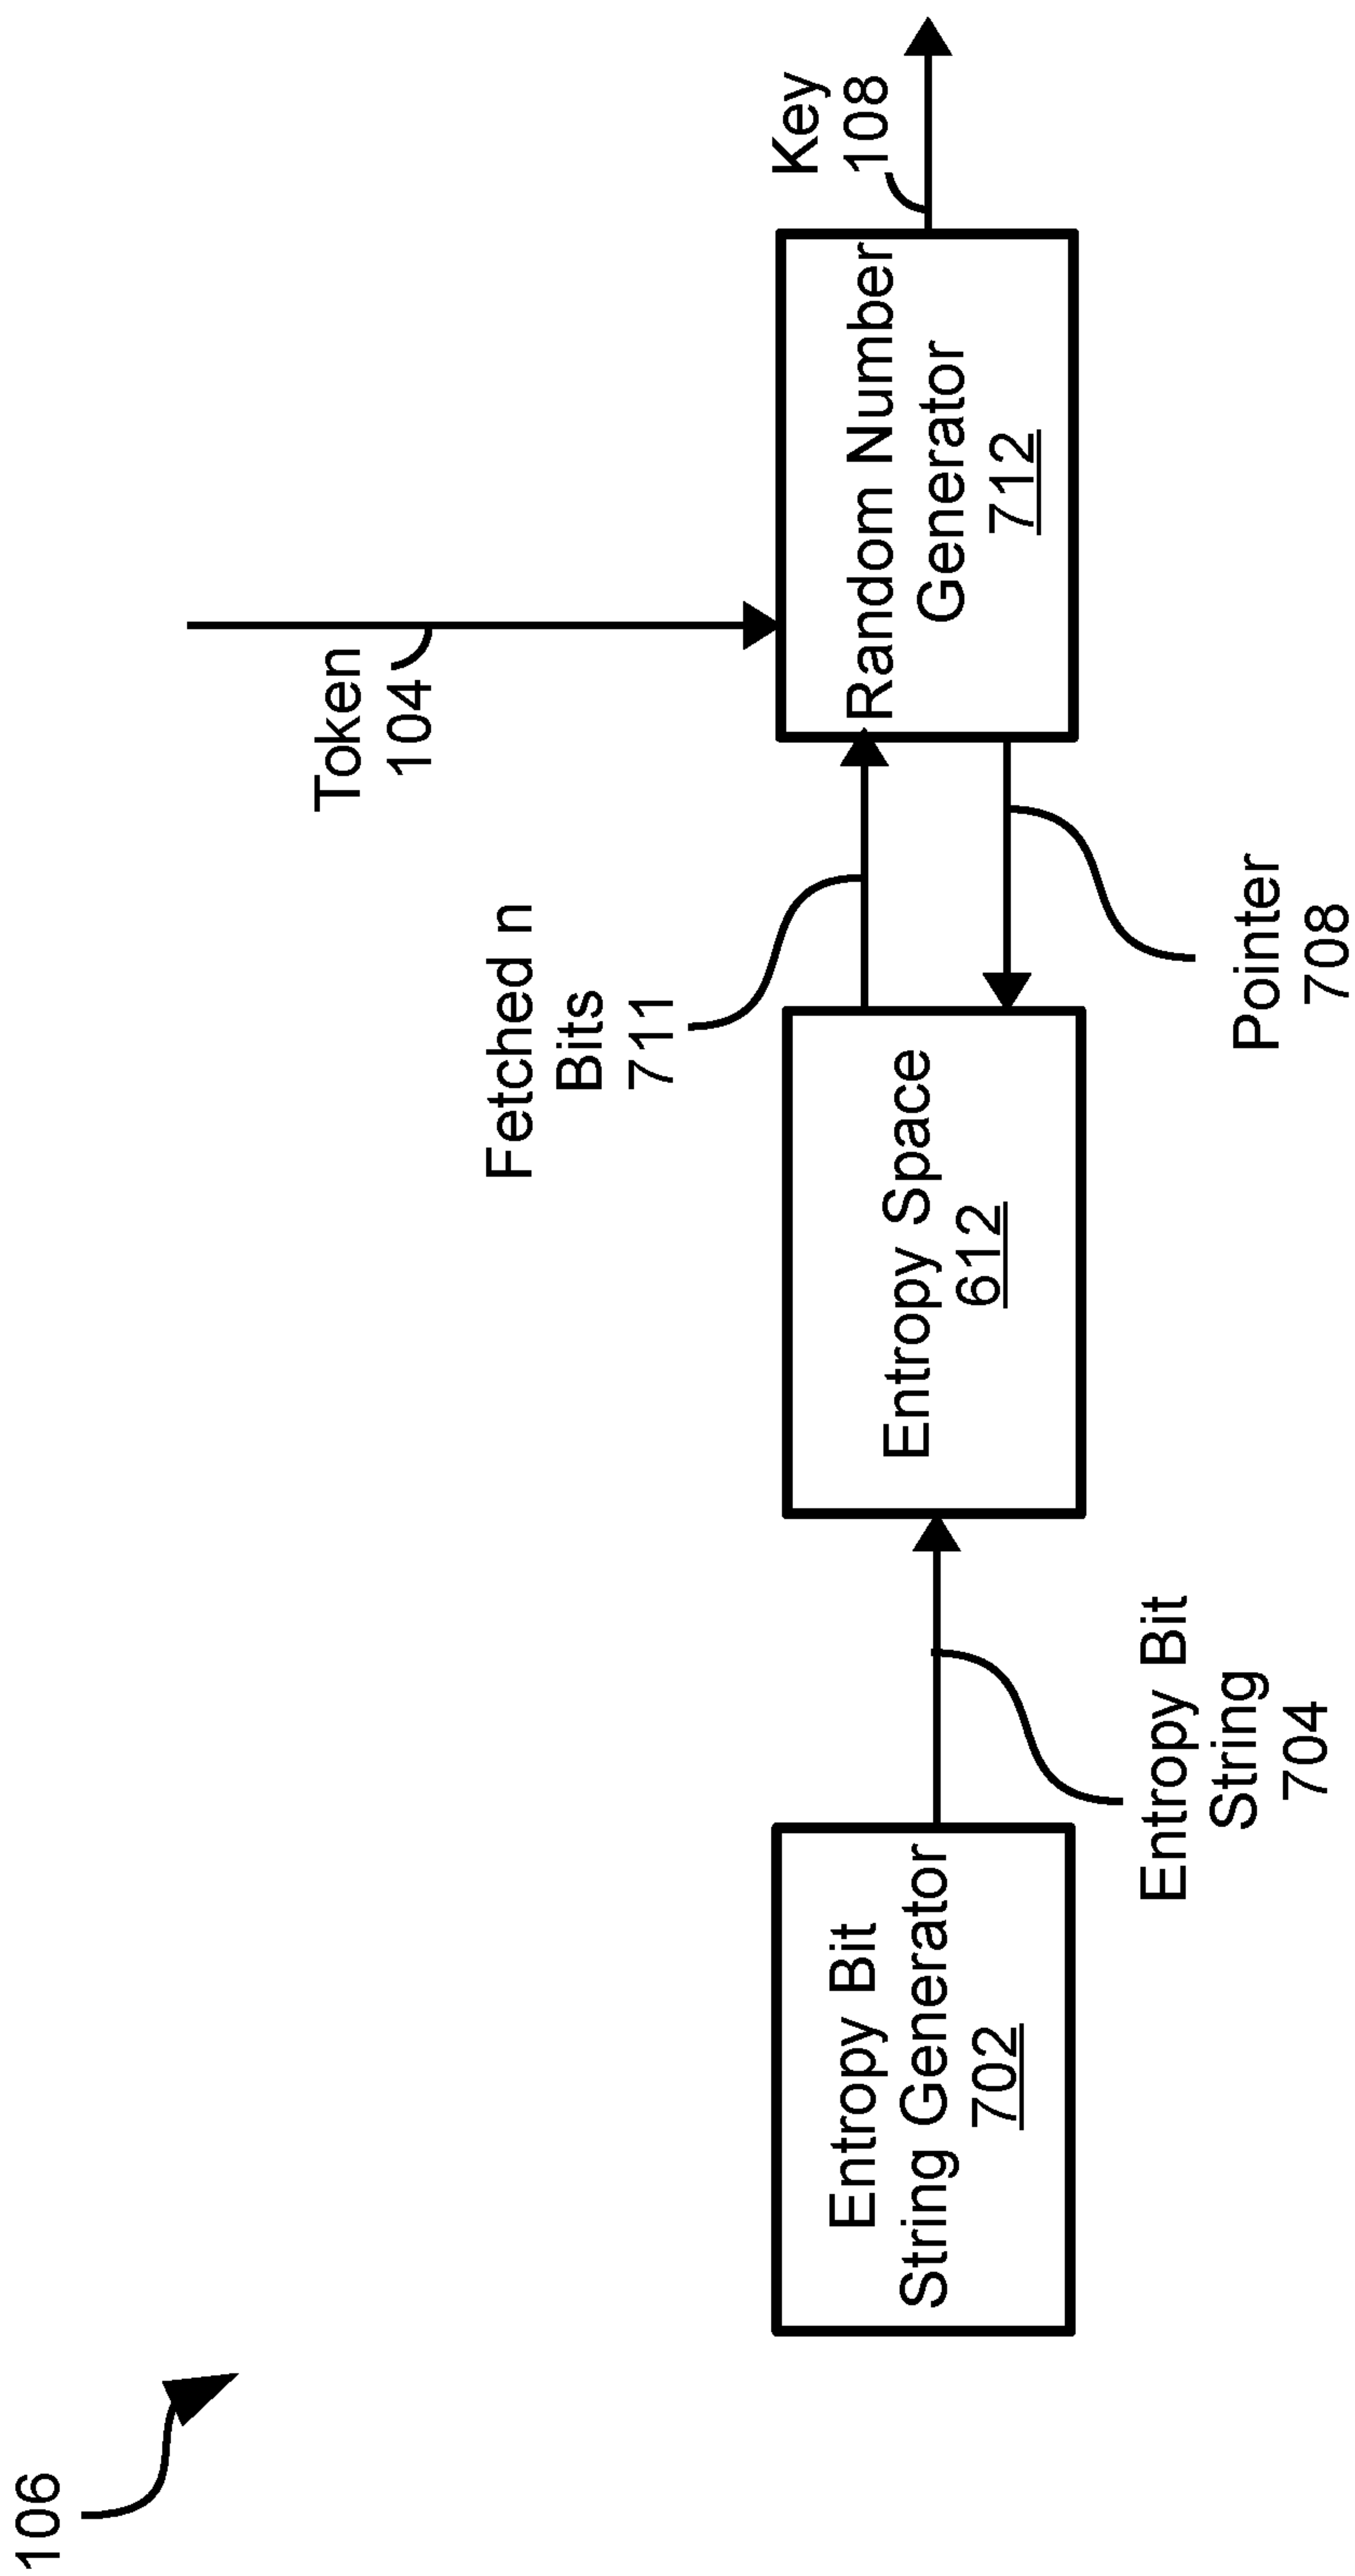 106
Token
104
Key
108
Fetched n
Bits
711
Entropy Bit
String Generator
702
Entropy Space
612
Random Number
Generator
712
Entropy Bit
String
704
Pointer
708